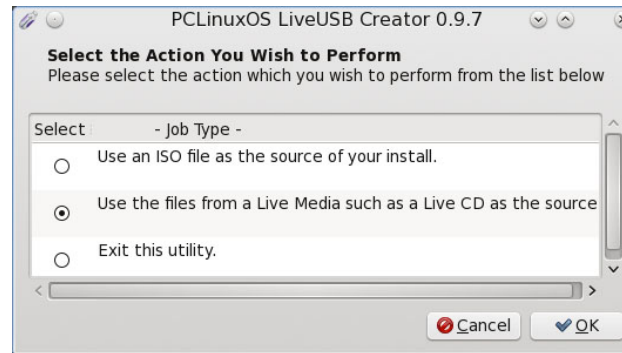 PCLinuxOS LiveUSB Creator 0.9.7
Select the Action You Wish to Perform
Please select the action which you wish to perform from the list below
Select - Job Type -
Use an ISO file as the source of your install.
Use the files from a Live Media such as a Live CD as the source
Exit this utility.
Cancel OK